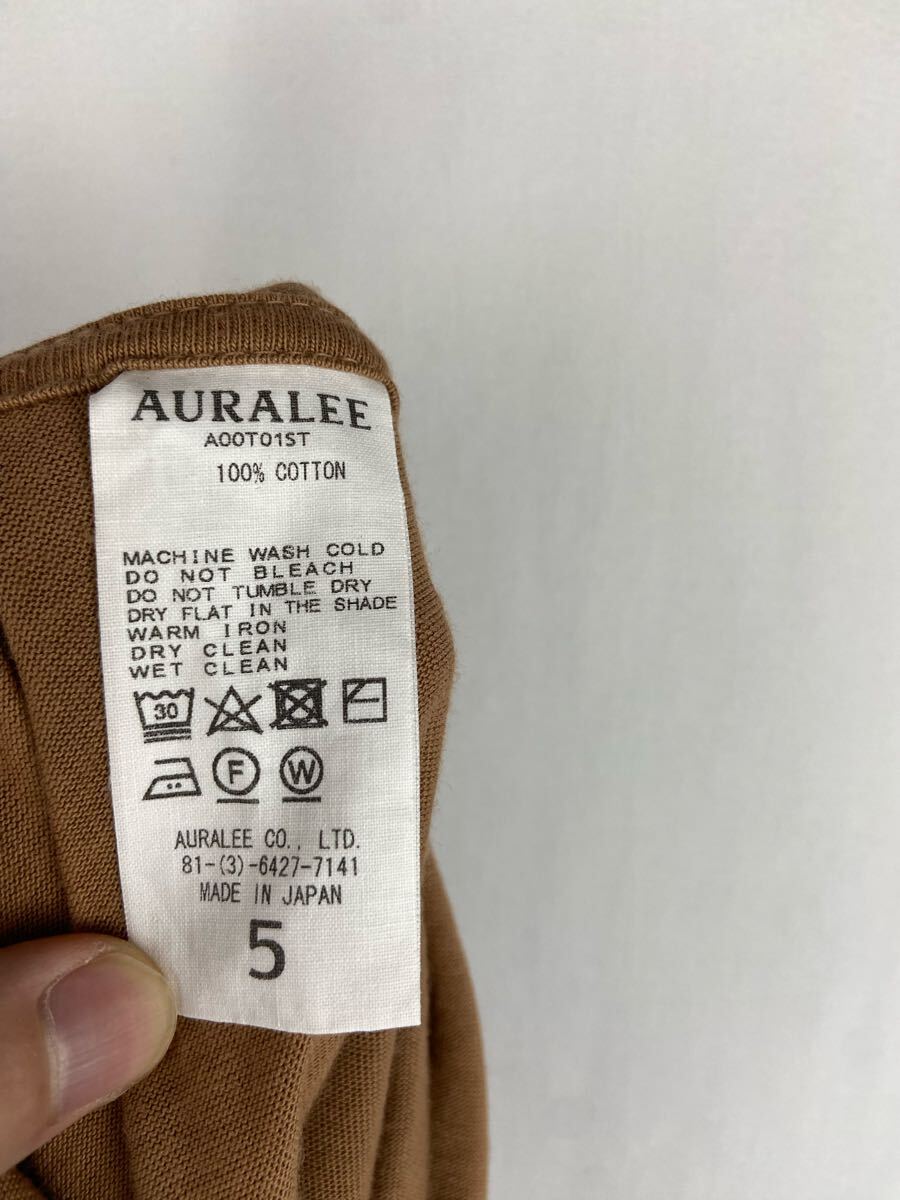 AURALEE
A00T01ST
100% COTTON
MACHINE WASH COLD
DO NOT BLEACH
DO NOT TUMBLE DRY
DRY FLAT IN THE SHADE
WARM IRON
DRY CLEAN
WET CLEAN
30
F W
AURALEE CO., LTD.
81-(3)-6427-7141
MADE IN JAPAN
5